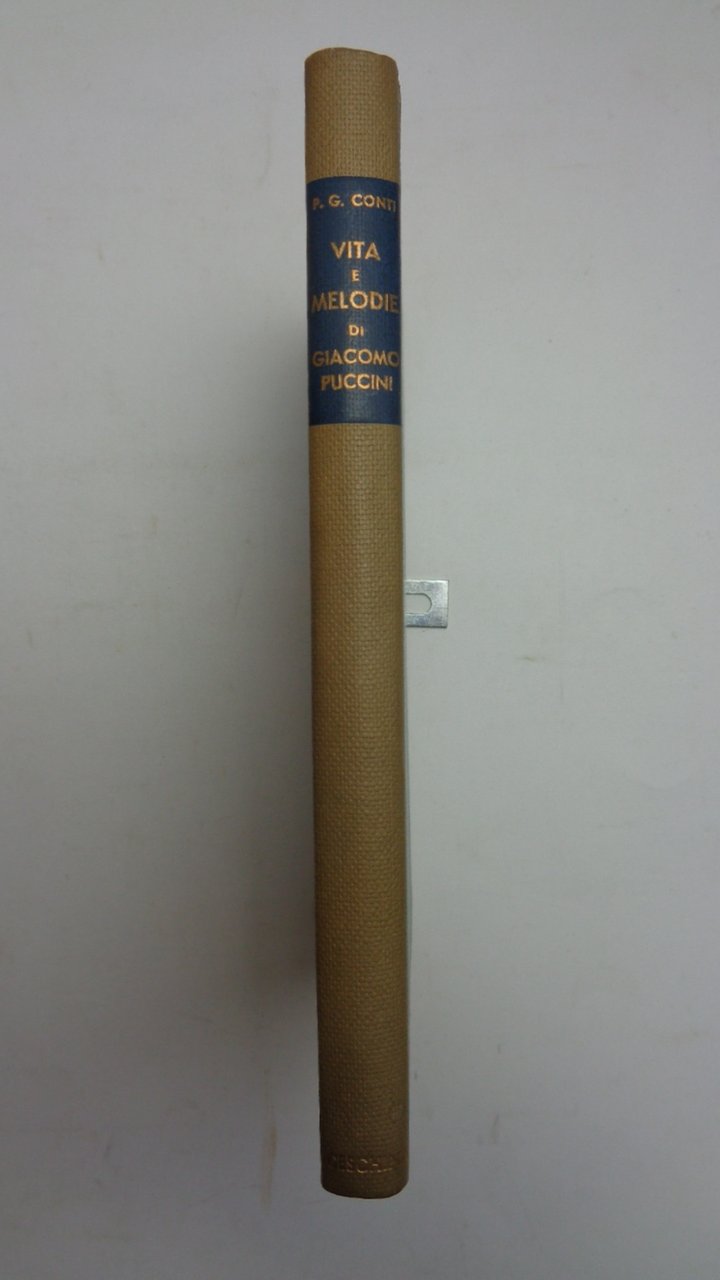 P. G. CONTI
VITA
E
MELODIE
DI
GIACOMO
PUCCINI